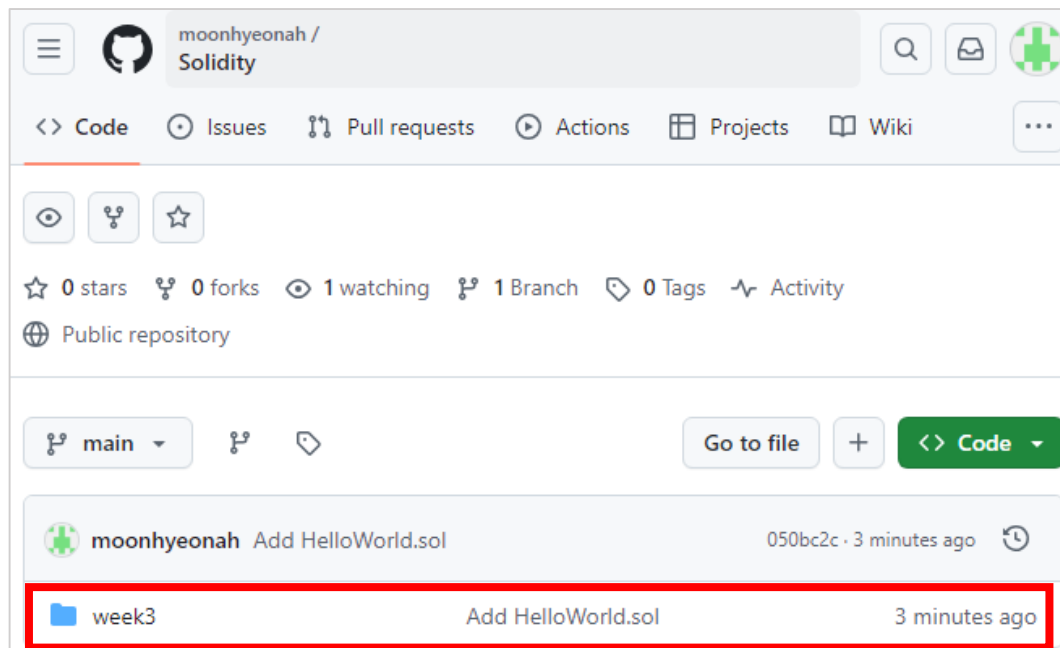 moonhyeonah /
Solidity
Code Issues Pull requests Actions Projects Wiki
0 stars 0 forks 1 watching 1 Branch 0 Tags Activity
Public repository
main Go to file Code
moonhyeonah Add HelloWorld.sol 050bc2c · 3 minutes ago
week3 Add HelloWorld.sol 3 minutes ago